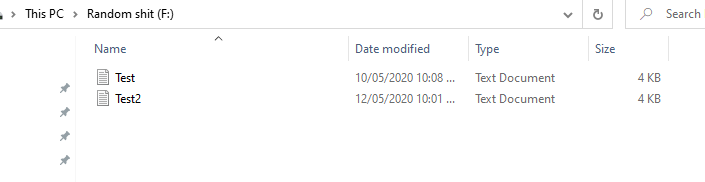 This PC > Random shit (F:) Search
Name Date modified Type Size
Test 10/05/2020 10:08 ... Text Document 4 KB
Test2 12/05/2020 10:01 ... Text Document 4 KB